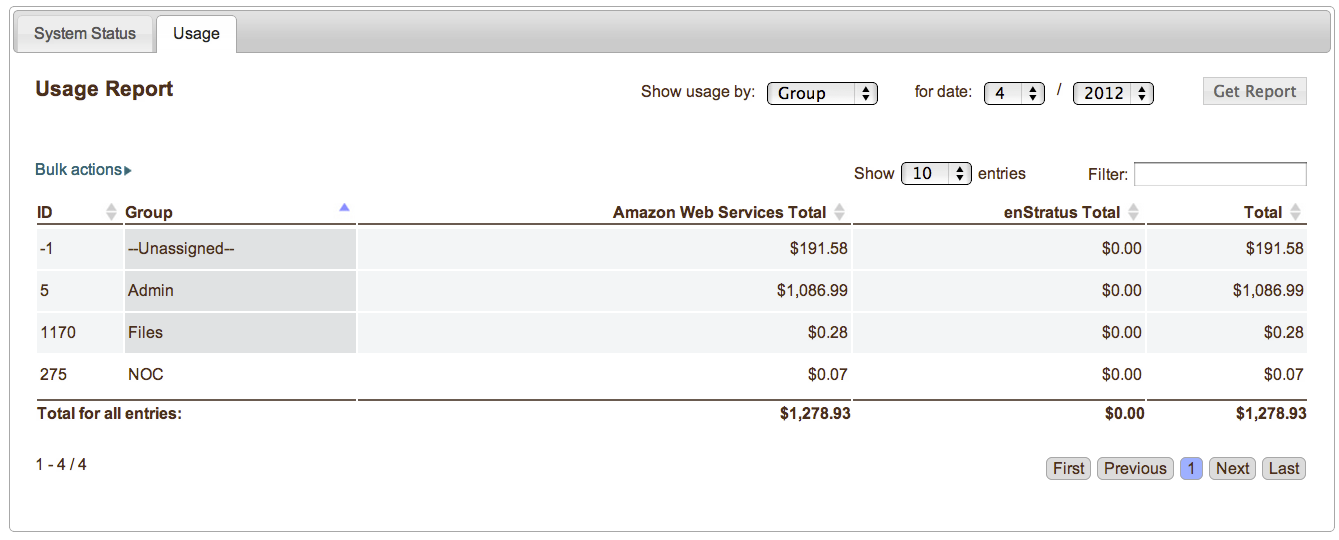 System Status Usage
Usage Report Show usage by: Group for date: 4 / 2012 Get Report
Bulk actions Show 10 entries Filter:
ID Group Amazon Web Services Total enStratus Total Total
-1 --Unassigned-- $191.58 $0.00 $191.58
5 Admin $1,086.99 $0.00 $1,086.99
1170 Files $0.28 $0.00 $0.28
275 NOC $0.07 $0.00 $0.07
Total for all entries: $1,278.93 $0.00 $1,278.93
1 - 4 / 4 First Previous 1 Next Last